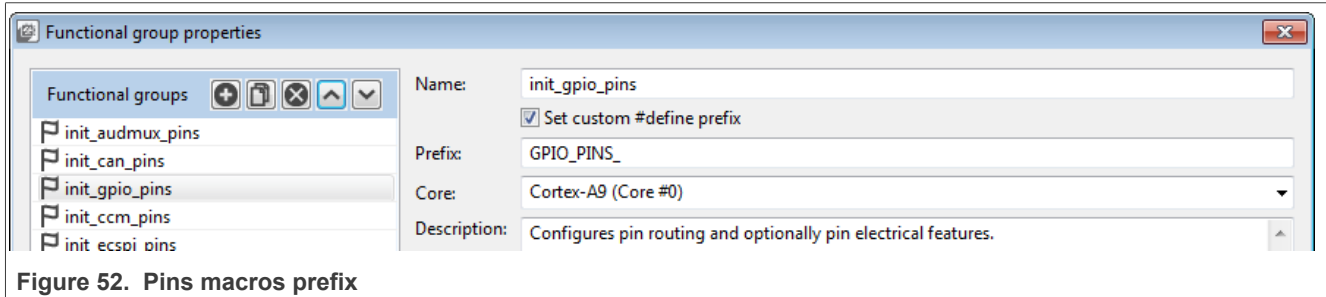 Functional group properties
Functional groups
init_audmux_pins
init_can_pins
init_gpio_pins
init_ccm_pins
init_ecspi_pins
Name:
init_gpio_pins
Set custom #define prefix
Prefix:
GPIO_PINS_
Core:
Cortex-A9 (Core #0)
Description:
Configures pin routing and optionally pin electrical features.
Figure 52. Pins macros prefix